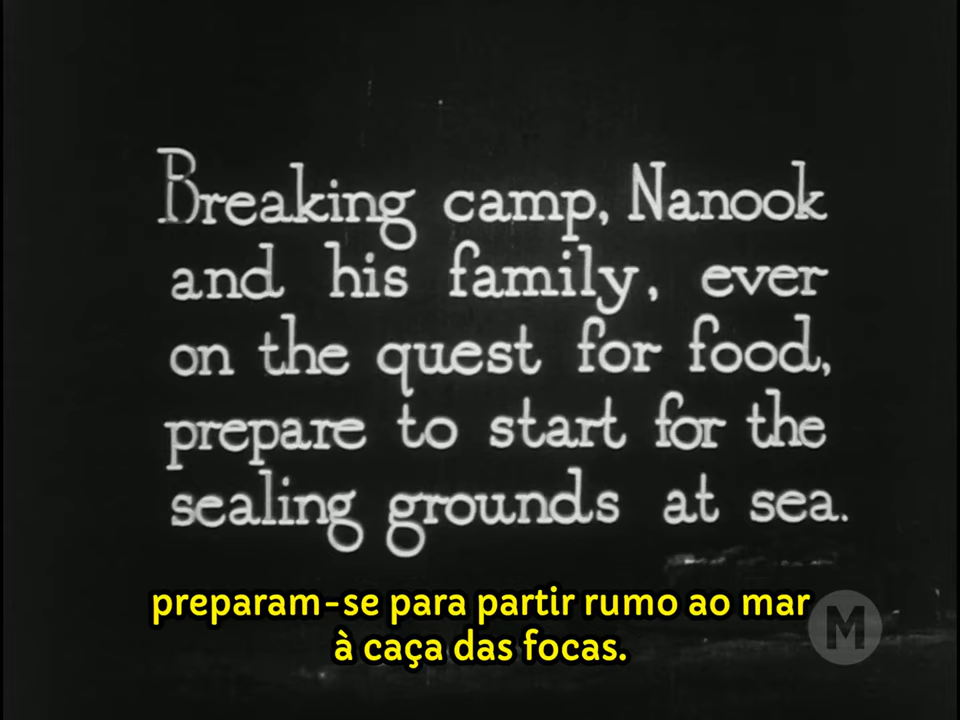 Breaking camp, Nanook
and his family, ever
on the quest for food,
prepare to start for the
sealing grounds at sea.
preparam-se para partir rumo ao mar
à caça das focas.
M